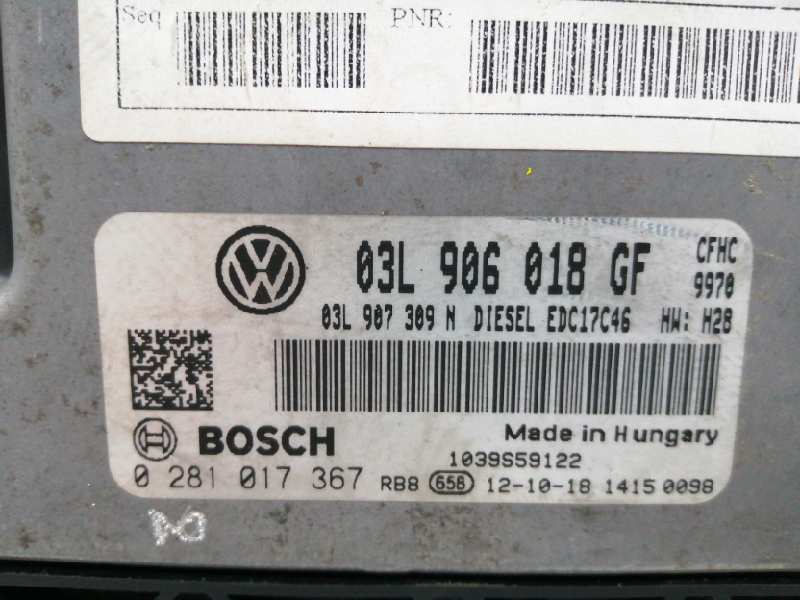 Seq PNR:
03L 906 018 GF CFHC
9970
03L 907 309 N DIESEL EDC17C46 HW: H28
BOSCH Made in Hungary
1039S59122
0 281 017 367 RB8 658 12-10-18 1415 0098